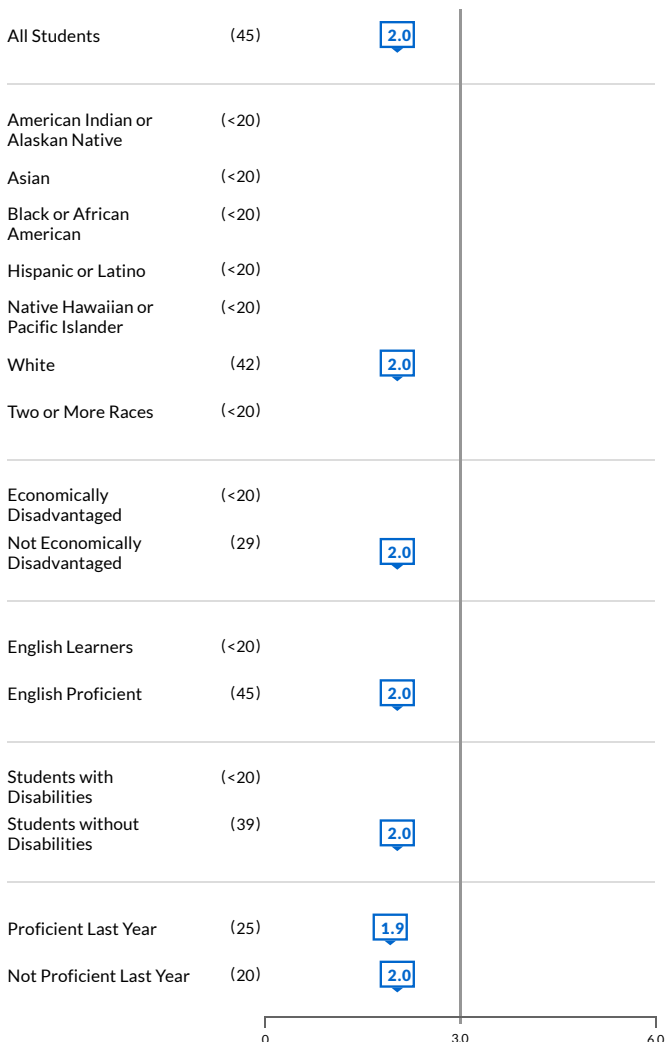 All Students (45) 2.0
American Indian or
Alaskan Native (<20)
Asian (<20)
Black or African
American (<20)
Hispanic or Latino (<20)
Native Hawaiian or
Pacific Islander (<20)
White (42) 2.0
Two or More Races (<20)
Economically
Disadvantaged (<20)
Not Economically
Disadvantaged (29) 2.0
English Learners (<20)
English Proficient (45) 2.0
Students with
Disabilities (<20)
Students without
Disabilities (39) 2.0
Proficient Last Year (25) 1.9
Not Proficient Last Year (20) 2.0
0 3.0 6.0